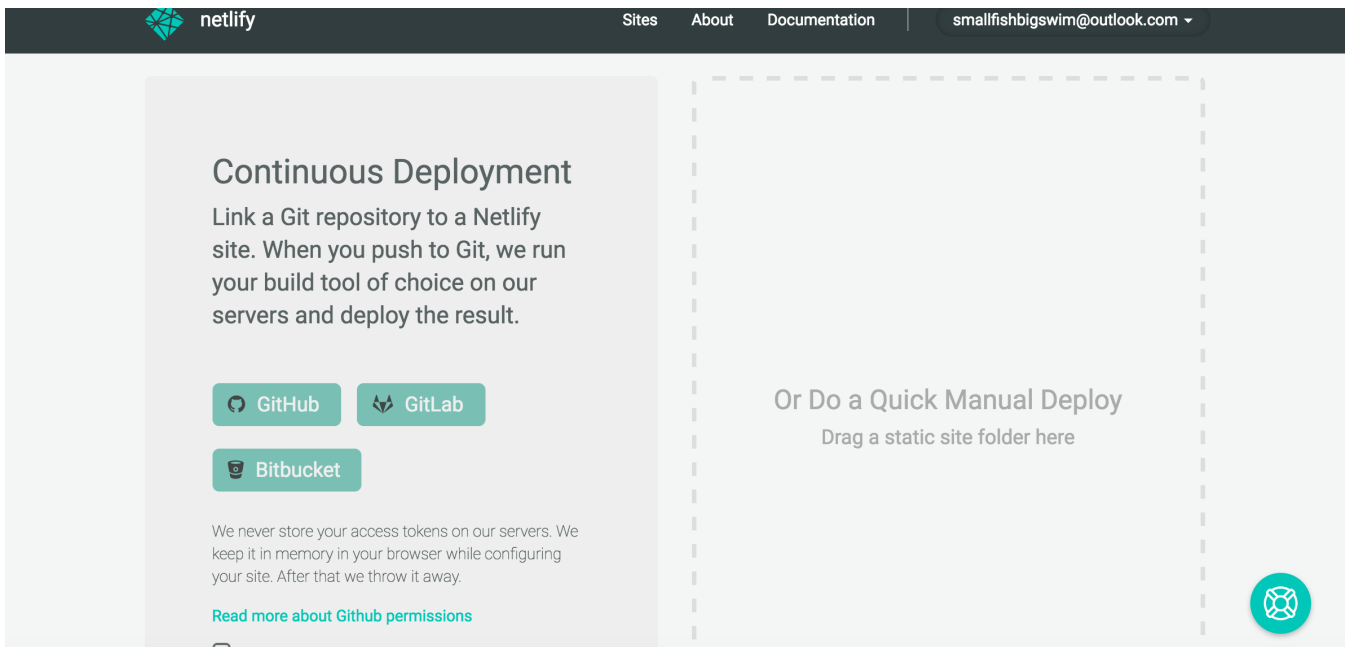 netlify
Sites About Documentation smallfishbigswim@outlook.com
Continuous Deployment
Link a Git repository to a Netlify
site. When you push to Git, we run
your build tool of choice on our
servers and deploy the result.
GitHub GitLab
Bitbucket
We never store your access tokens on our servers. We
keep it in memory in your browser while configuring
your site. After that we throw it away.
Read more about Github permissions
Or Do a Quick Manual Deploy
Drag a static site folder here